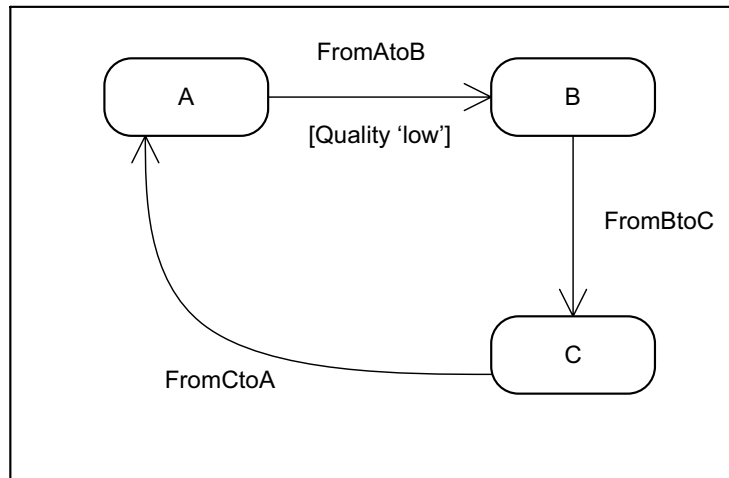 FromAtoB
A
B
[Quality ‘low’]
FromBtoC
C
FromCtoA